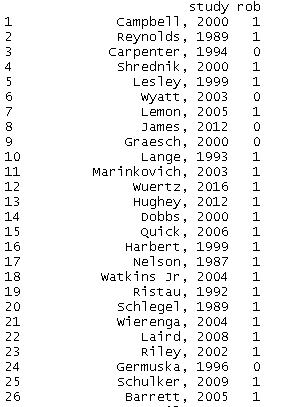 study rob
1 Campbell, 2000 1
2 Reynolds, 1989 1
3 Carpenter, 1994 0
4 Shrednik, 2000 1
5 Lesley, 1999 1
6 Wyatt, 2003 0
7 Lemon, 2005 1
8 James, 2012 0
9 Graesch, 2000 0
10 Lange, 1993 1
11 Marinkovich, 2003 1
12 Wuertz, 2016 1
13 Hughey, 2012 1
14 Dobbs, 2000 1
15 Quick, 2006 1
16 Harbert, 1999 1
17 Nelson, 1987 1
18 Watkins Jr, 2004 1
19 Ristau, 1992 1
20 Schlegel, 1989 1
21 Wierenga, 2004 1
22 Laird, 2008 1
23 Riley, 2002 1
24 Germuska, 1996 0
25 Schulker, 2009 1
26 Barrett, 2005 1